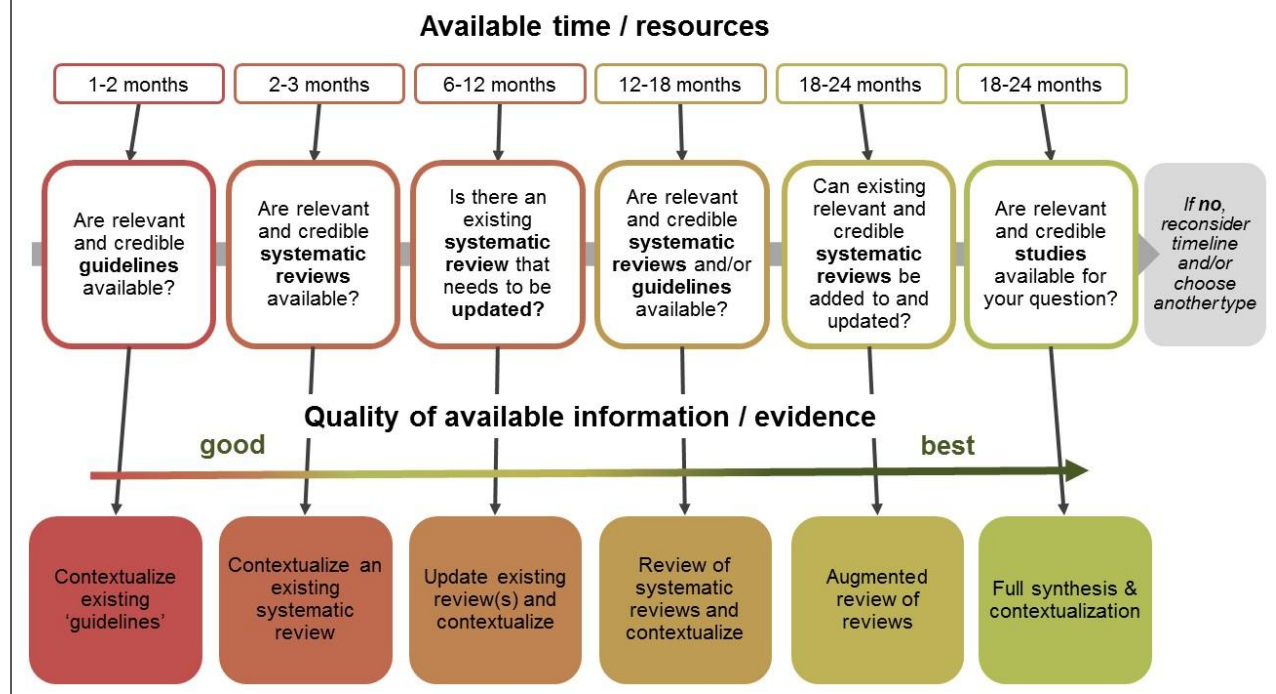 Available time / resources
1-2 months
2-3 months
6-12 months
12-18 months
18-24 months
18-24 months
Are relevant
and credible
guidelines
available?
Are relevant
and credible
systematic
reviews
available?
Is there an
existing
systematic
review that
needs to be
updated?
Are relevant
and credible
systematic
reviews and/or
guidelines
available?
Can existing
relevant and
credible
systematic
reviews be
added to and
updated?
Are relevant
and credible
studies
available for
your question?
If no,
reconsider
timeline
and/or
choose
another type
Quality of available information / evidence
good
best
Contextualize
existing
‘guidelines’
Contextualize an
existing
systematic
review
Update existing
review(s) and
contextualize
Review of
systematic
reviews and
contextualize
Augmented
review of
reviews
Full synthesis &
contextualization